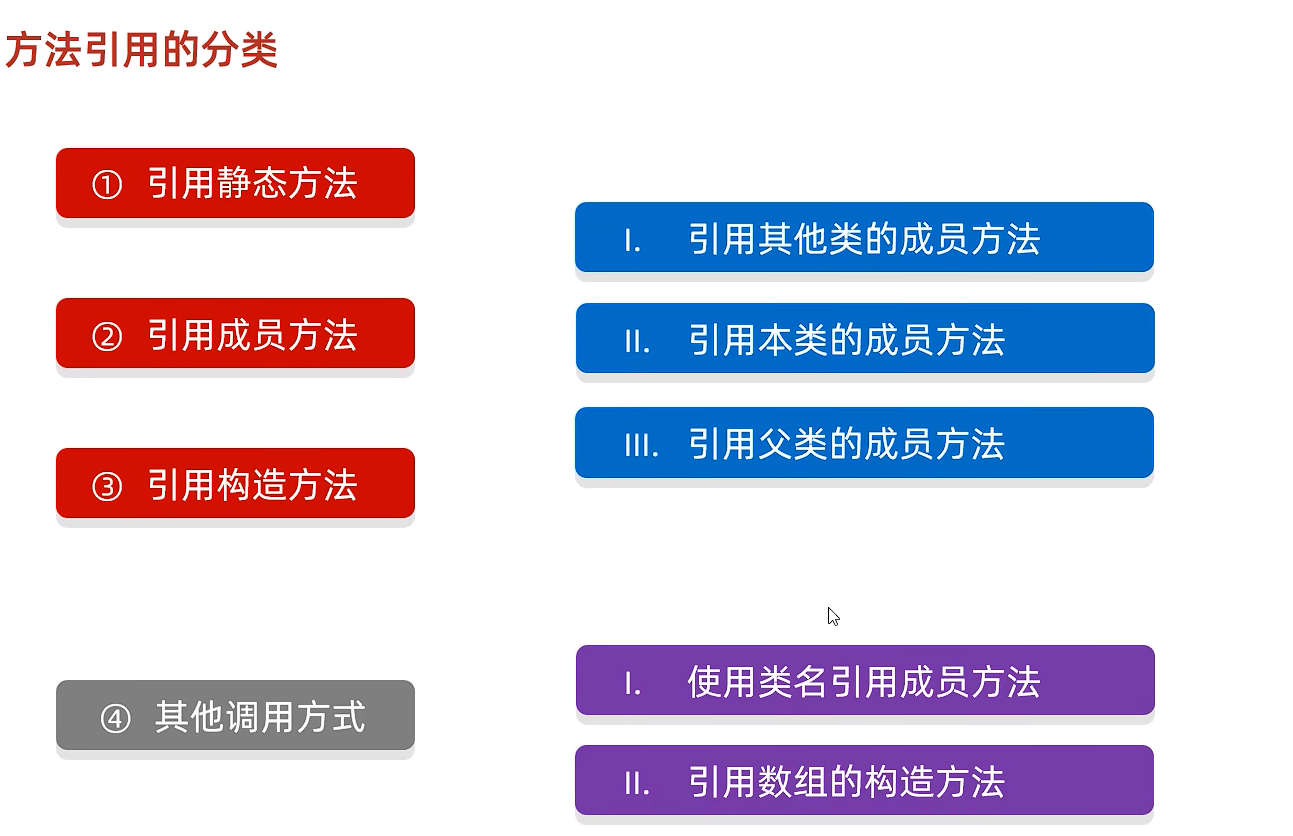 方法引用的分类
① 引用静态方法
② 引用成员方法
I. 引用其他类的成员方法
II. 引用本类的成员方法
III. 引用父类的成员方法
③ 引用构造方法
④ 其他调用方式
I. 使用类名引用成员方法
II. 引用数组的构造方法